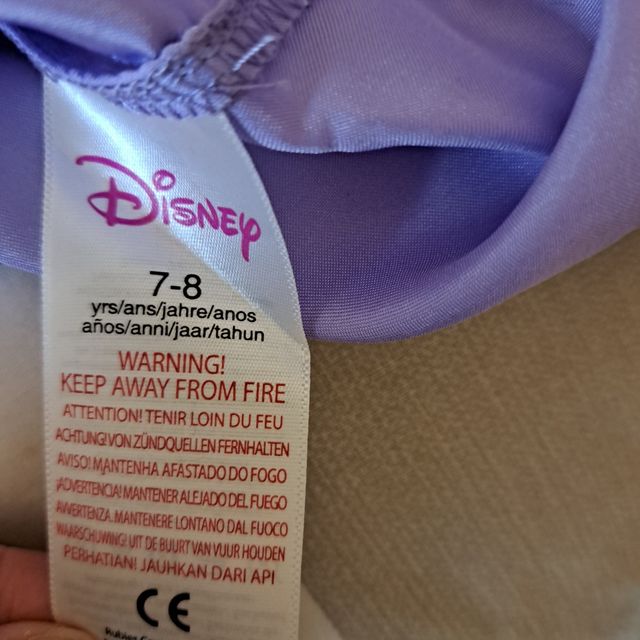 DISNEY
7-8
yrs/ans/jahre/anos
años/anni/jaar/tahun
WARNING!
KEEP AWAY FROM FIRE
ATTENTION! TENIR LOIN DU FEU
ACHTUNG! VON ZÜNDQUELLEN FERNHALTEN
AVISO! MANTENHA AFASTADO DO FOGO
¡ADVERTENCIA! MANTENER ALEJADO DEL FUEGO
AVVERTENZA. MANTENERE LONTANO DAL FUOCO
WAARSCHUWING! UIT DE BUURT VAN VUUR HOUDEN
PERHATIAN! JAUHKAN DARI API
CE